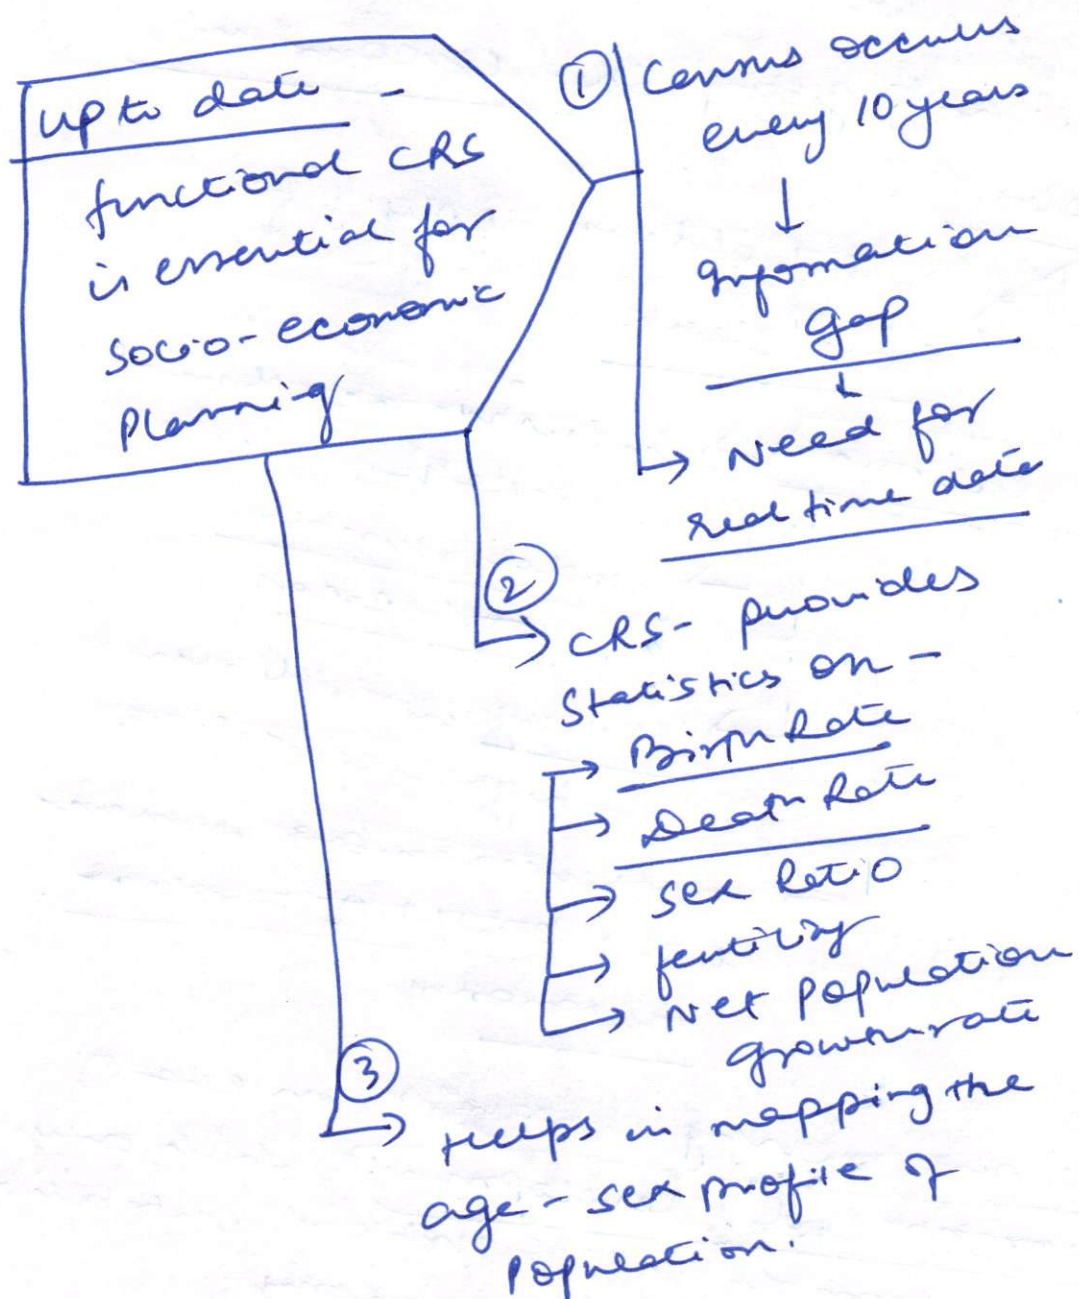 Up to date -
functional CRS
is essential for
Socio-economic
Planning
① Census occurs
every 10 years
↓
Information
gap
↓
→ Need for
real time data
②
→ CRS - provides
Statistics on -
→ Birth Rate
→ Death Rate
→ Sex Ratio
→ fertility
→ Net Population
growth rate
③
→ Helps in mapping the
age - sex profile of
Population.